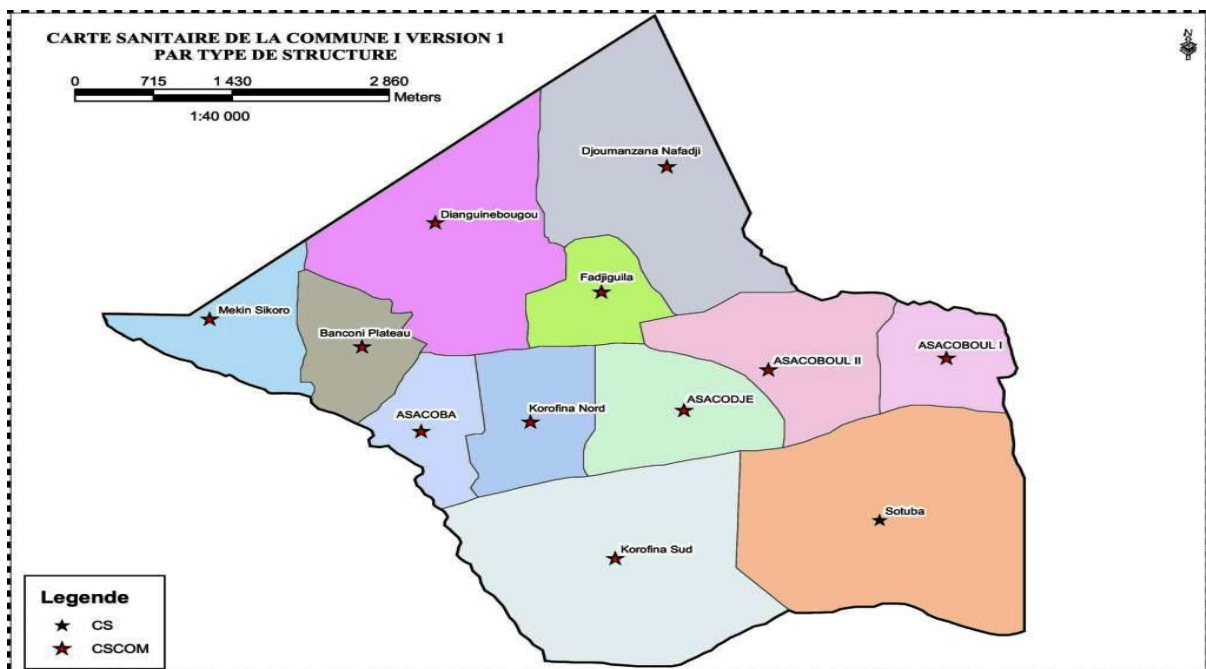 CARTE SANITAIRE DE LA COMMUNE I VERSION 1
PAR TYPE DE STRUCTURE
0 715 1 430 2 860
Meters
1:40 000
N
Djoumanzana Nafadji
Dianguinebougou
Fadjiguila
Mekin Sikoro
Banconi Plateau
ASACOBOUL I
ASACOBOUL II
ASACOBA
Korofina Nord
ASACODJE
Sotuba
Korofina Sud
Legende
CS
CSCOM